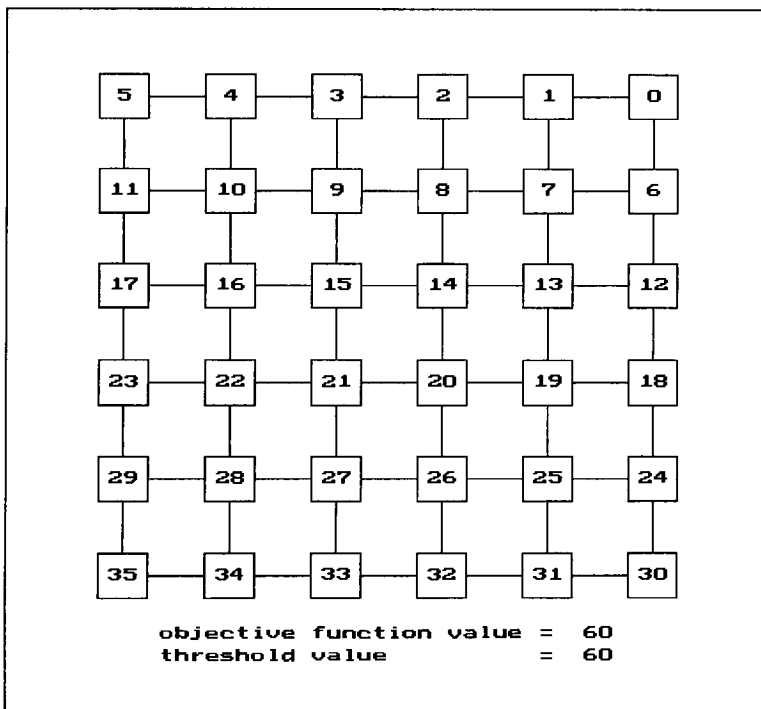 5 4 3 2 1 0
11 10 9 8 7 6
17 16 15 14 13 12
23 22 21 20 19 18
29 28 27 26 25 24
35 34 33 32 31 30
objective function value = 60
threshold value = 60